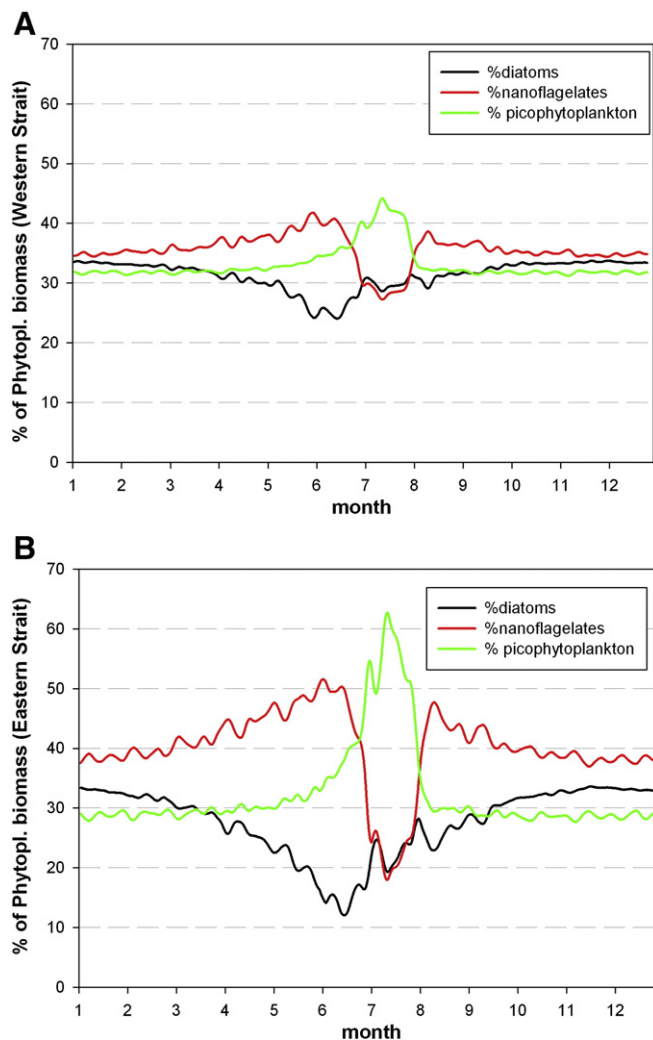 A
% of Phytopl. biomass (Western Strait)
70
60
50
40
30
20
10
0
%diatoms
%nanoflagelates
% picophytoplankton
1 2 3 4 5 6 7 8 9 10 11 12
month
B
% of Phytopl. biomass (Eastern Strait)
70
60
50
40
30
20
10
0
%diatoms
%nanoflagelates
% picophytoplankton
1 2 3 4 5 6 7 8 9 10 11 12
month